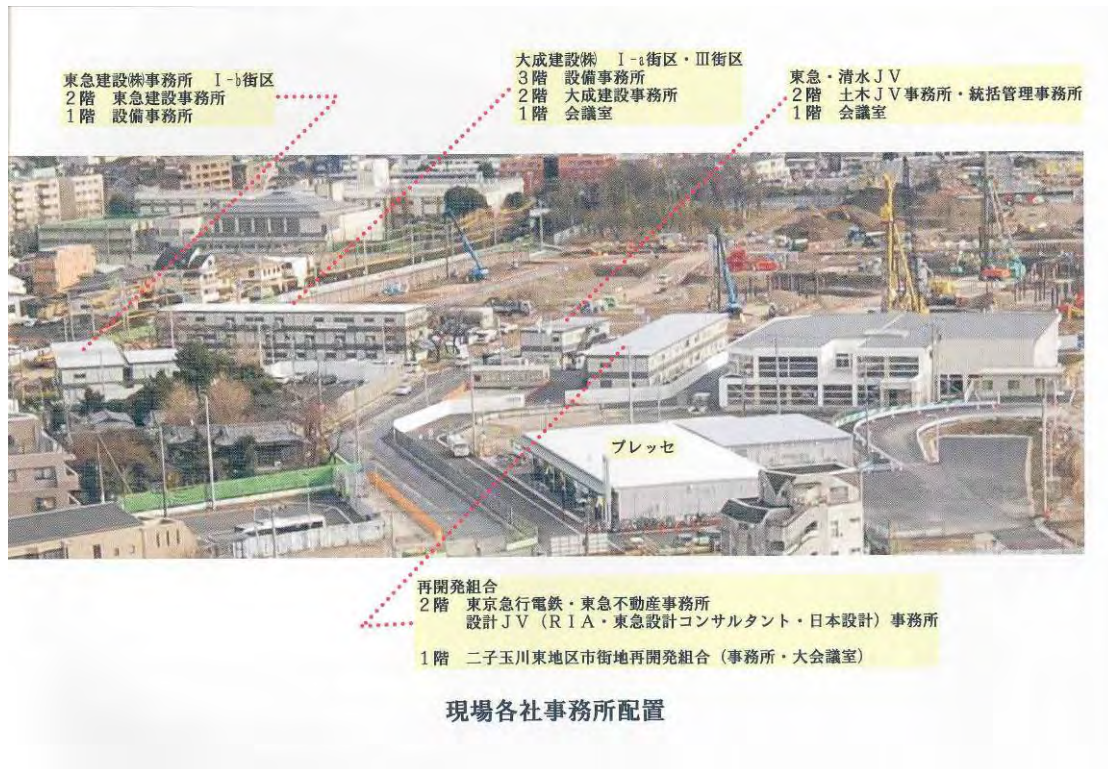 東急建設㈱事務所 Ⅰ-b街区
2階 東急建設事務所
1階 設備事務所
大成建設㈱ Ⅰ-a街区・Ⅲ街区
3階 設備事務所
2階 大成建設事務所
1階 会議室
東急・清水JV
2階 土木JV事務所・統括管理事務所
1階 会議室
プレッセ
再開発組合
2階 東京急行電鉄・東急不動産事務所
設計JV(RIA・東急設計コンサルタント・日本設計)事務所
1階 二子玉川東地区市街地再開発組合(事務所・大会議室)
現場各社事務所配置